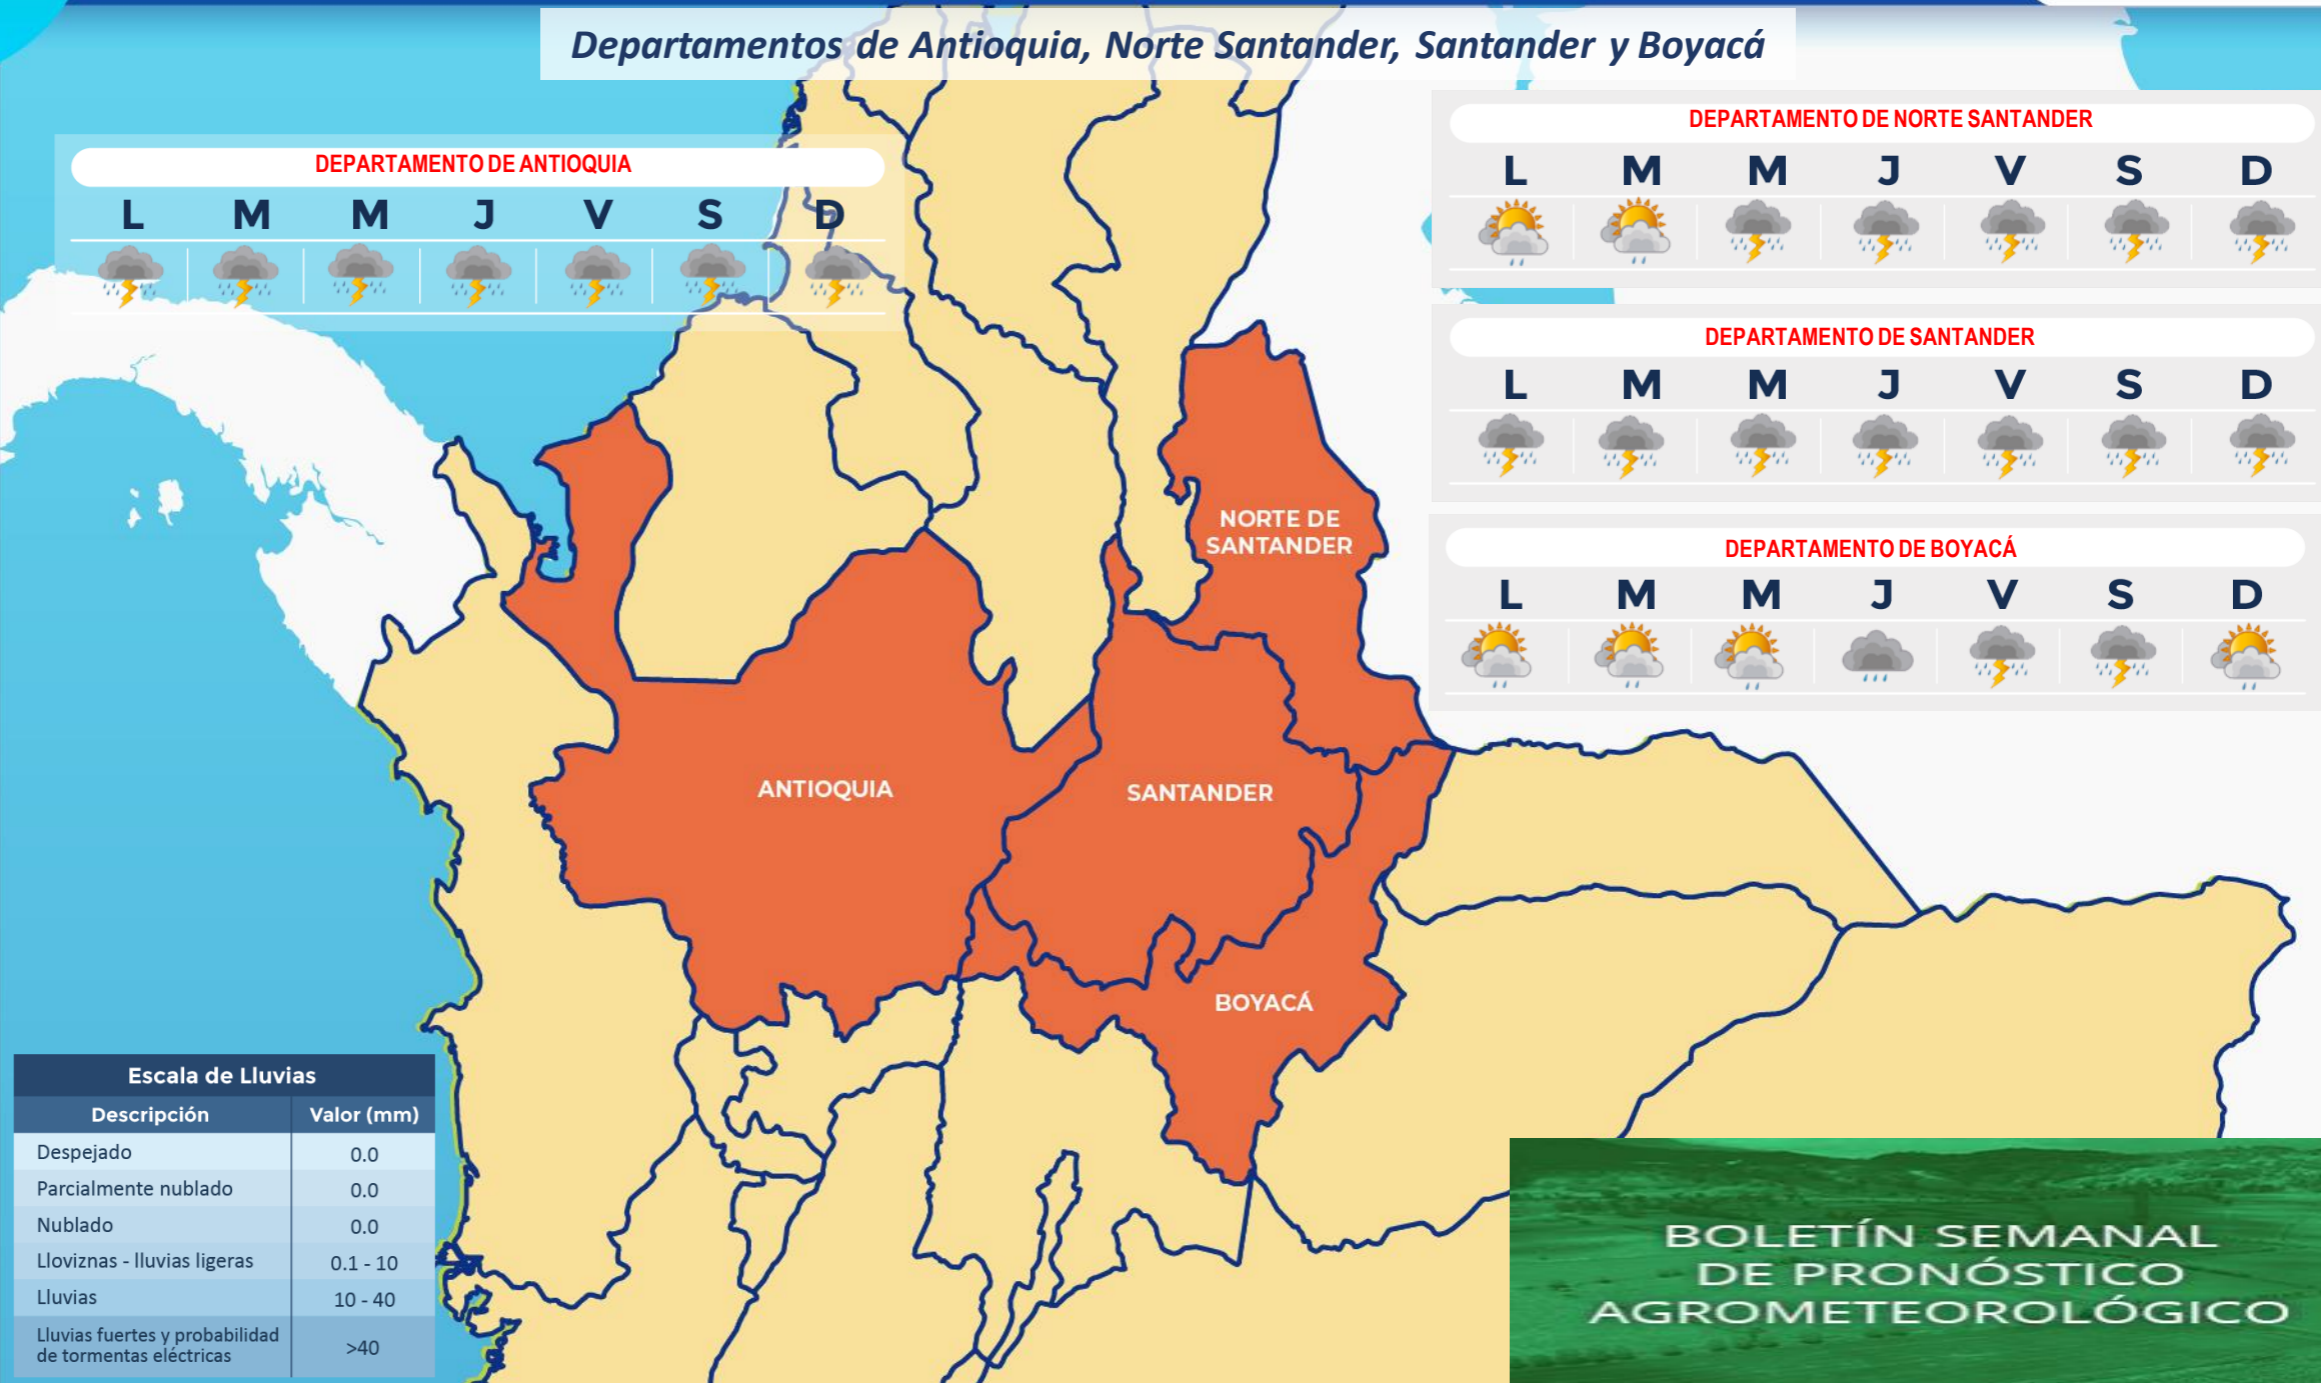 Departamentos de Antioquia, Norte Santander, Santander y Boyacá
DEPARTAMENTO DE ANTIOQUIA
L M M J V S D
DEPARTAMENTO DE NORTE SANTANDER
L M M J V S D
DEPARTAMENTO DE SANTANDER
L M M J V S D
DEPARTAMENTO DE BOYACÁ
L M M J V S D
NORTE DE
SANTANDER
ANTIOQUIA
SANTANDER
BOYACÁ
Escala de Lluvias
Descripción Valor (mm)
Despejado 0.0
Parcialmente nublado 0.0
Nublado 0.0
Lloviznas - lluvias ligeras 0.1 - 10
Lluvias 10 - 40
Lluvias fuertes y probabilidad
de tormentas eléctricas >40
BOLETÍN SEMANAL
DE PRONÓSTICO
AGROMETEOROLÓGICO